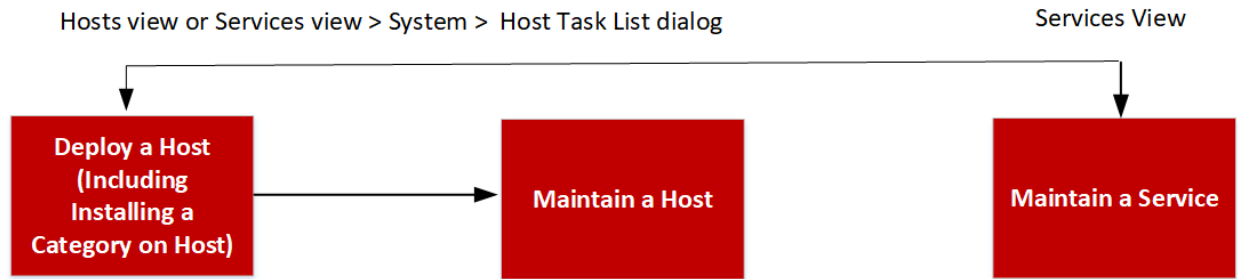 Hosts view or Services view > System > Host Task List dialog
Services View
Deploy a Host
(Including
Installing a
Category on Host)
Maintain a Host
Maintain a Service